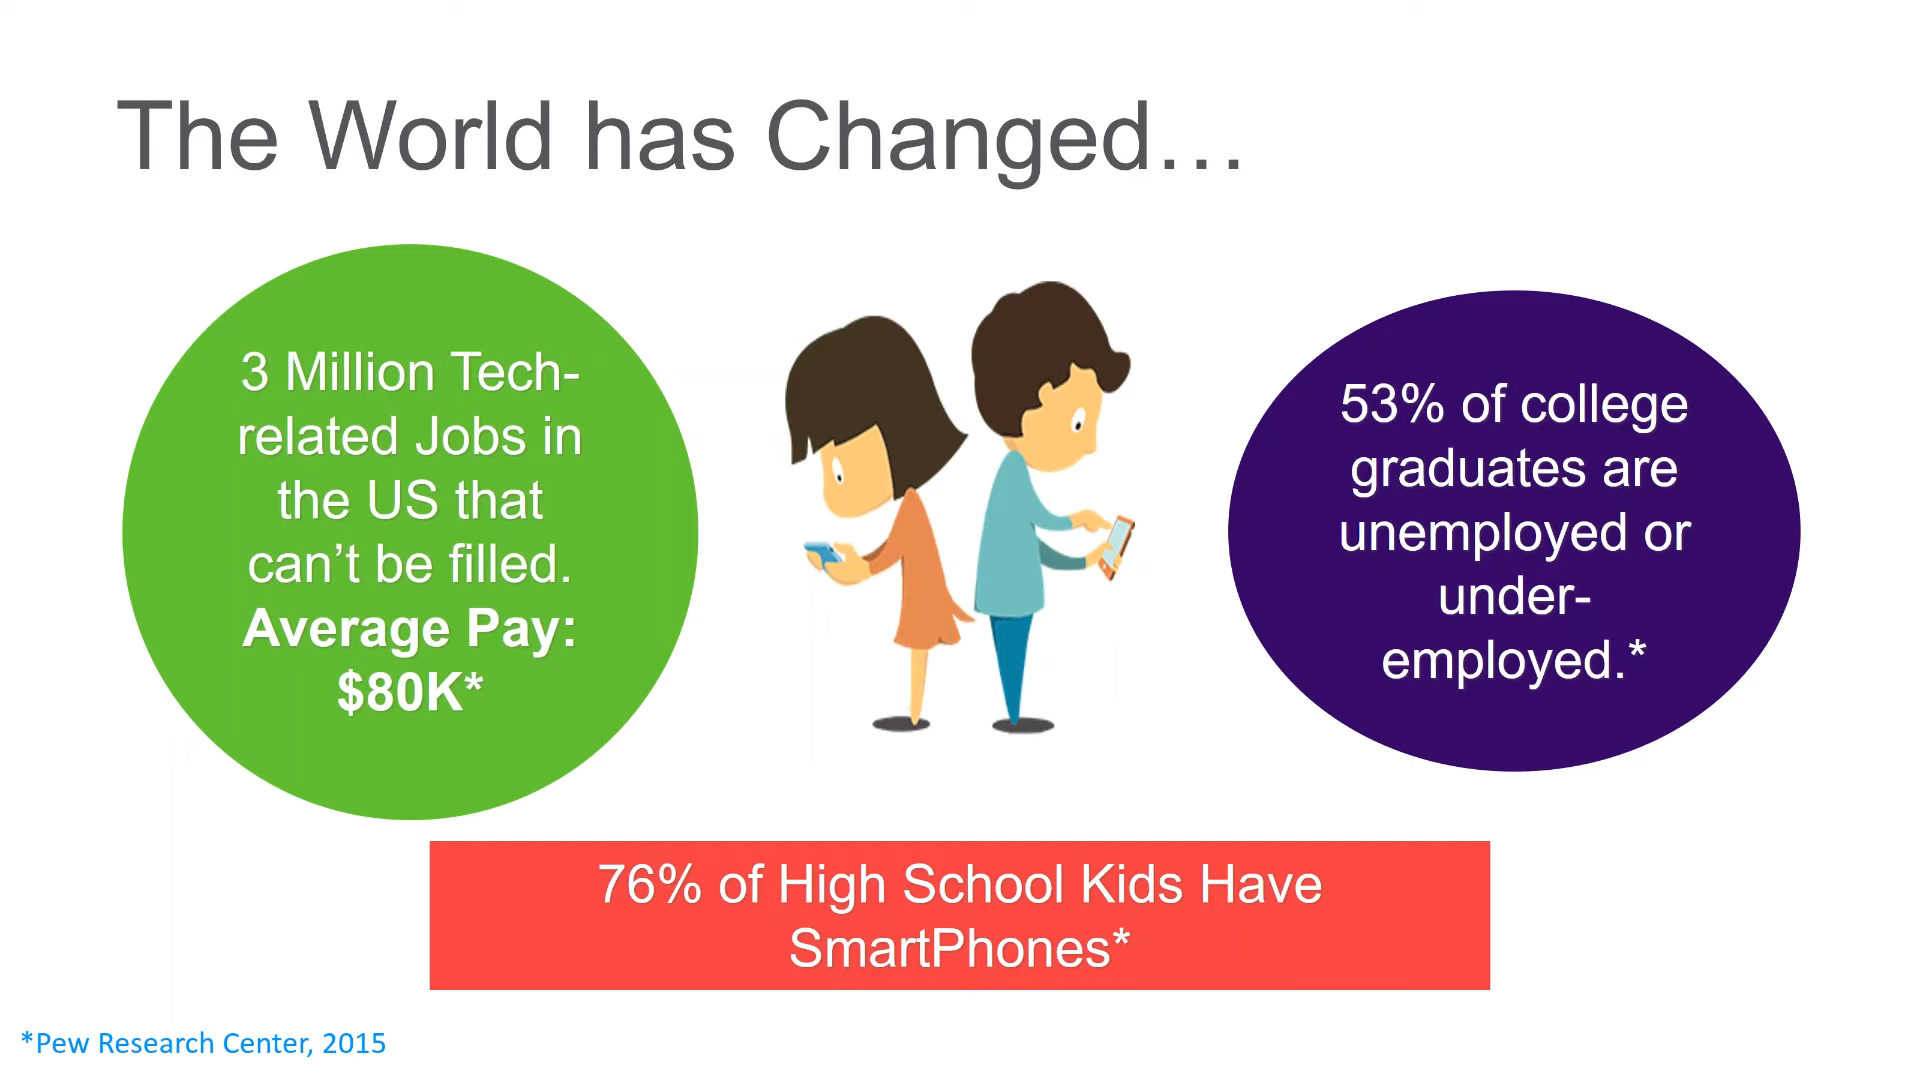 The World has Changed…
3 Million Tech-
related Jobs in
the US that
can’t be filled.
Average Pay:
$80K*
53% of college
graduates are
unemployed or
under-
employed.*
76% of High School Kids Have
SmartPhones*
*Pew Research Center, 2015